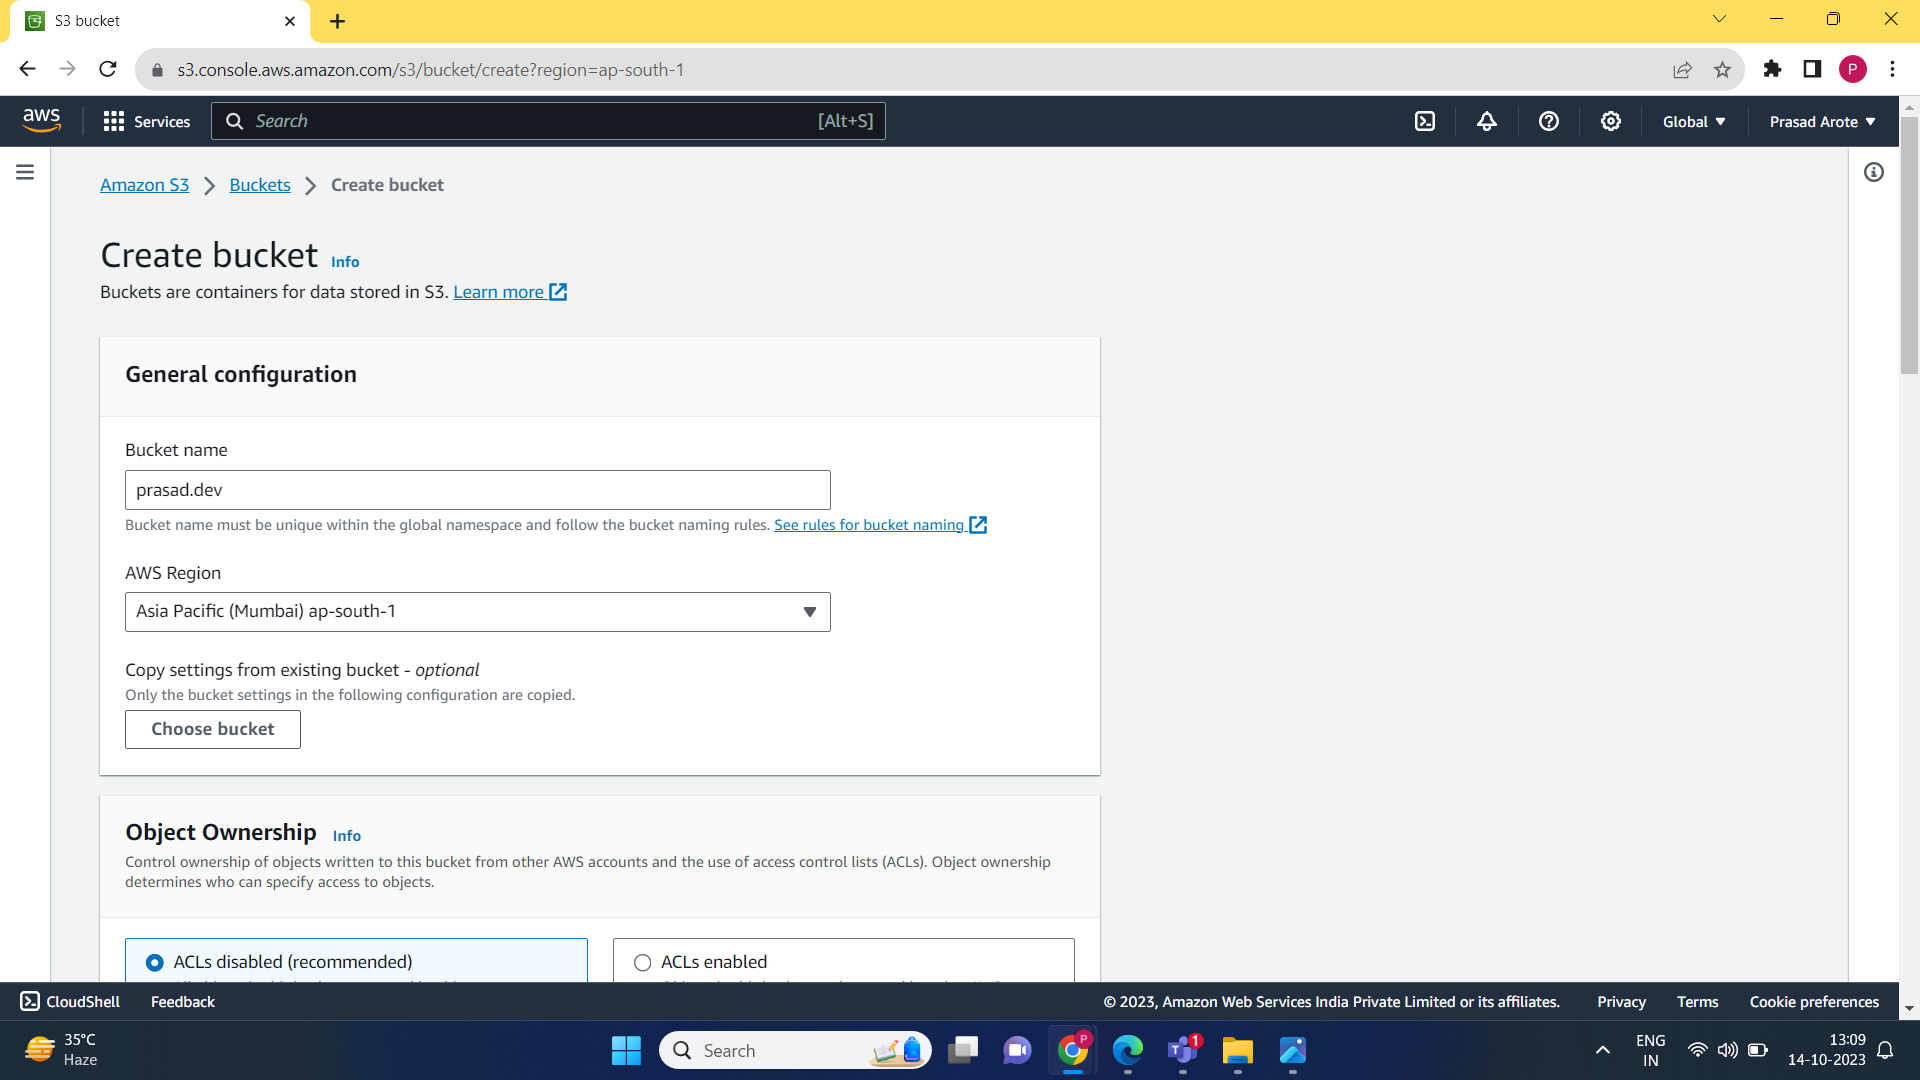 S3 bucket
s3.console.aws.amazon.com/s3/bucket/create?region=ap-south-1
P
aws
Services
Search
[Alt+S]
Global
Prasad Arote
Amazon S3
Buckets
Create bucket
Create bucket Info
Buckets are containers for data stored in S3. Learn more
General configuration
Bucket name
prasad.dev
Bucket name must be unique within the global namespace and follow the bucket naming rules. See rules for bucket naming
AWS Region
Asia Pacific (Mumbai) ap-south-1
Copy settings from existing bucket - optional
Only the bucket settings in the following configuration are copied.
Choose bucket
Object Ownership Info
Control ownership of objects written to this bucket from other AWS accounts and the use of access control lists (ACLs). Object ownership
determines who can specify access to objects.
ACLs disabled (recommended)
ACLs enabled
CloudShell
Feedback
© 2023, Amazon Web Services India Private Limited or its affiliates.
Privacy
Terms
Cookie preferences
35°C
Haze
Search
P
1
ENG
IN
13:09
14-10-2023